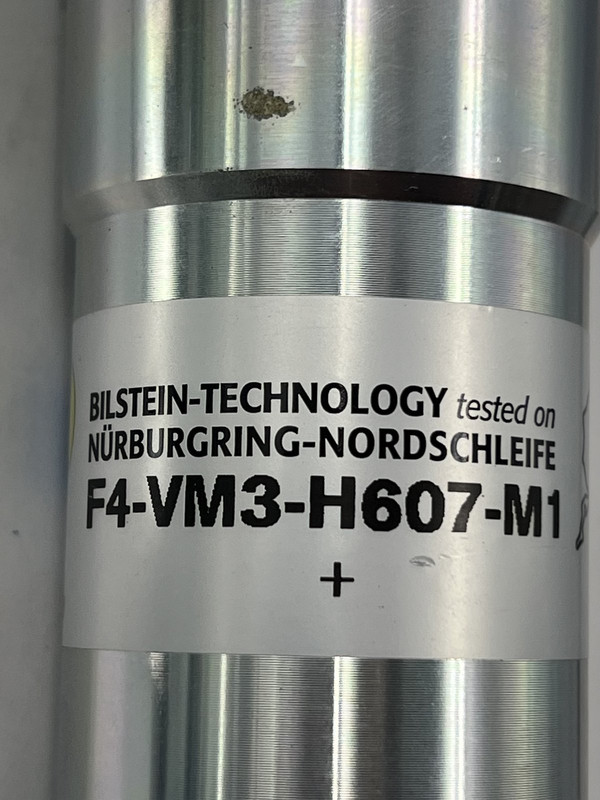 BILSTEIN-TECHNOLOGY tested on
NÜRBURGRING-NORDSCHLEIFE
F4-VM3-H607-M1
+